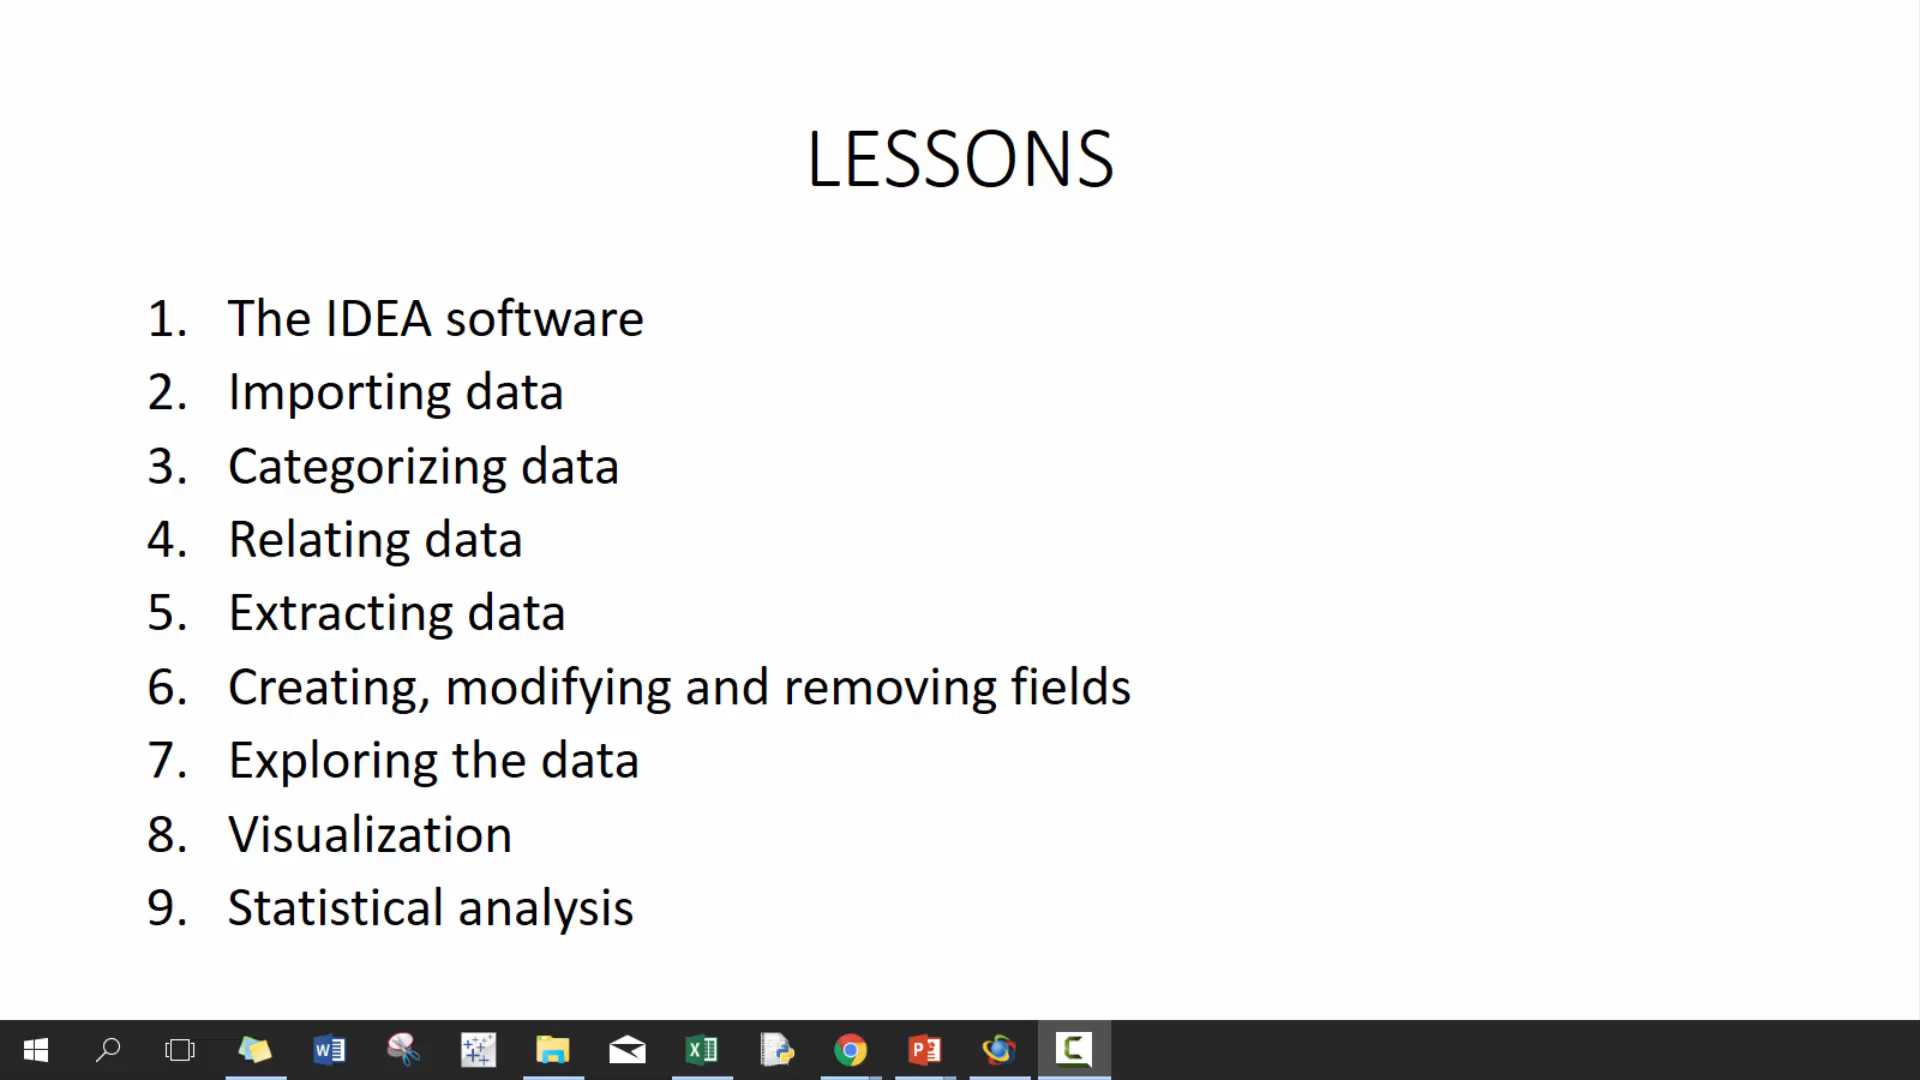 LESSONS
1. The IDEA software
2. Importing data
3. Categorizing data
4. Relating data
5. Extracting data
6. Creating, modifying and removing fields
7. Exploring the data
8. Visualization
9. Statistical analysis